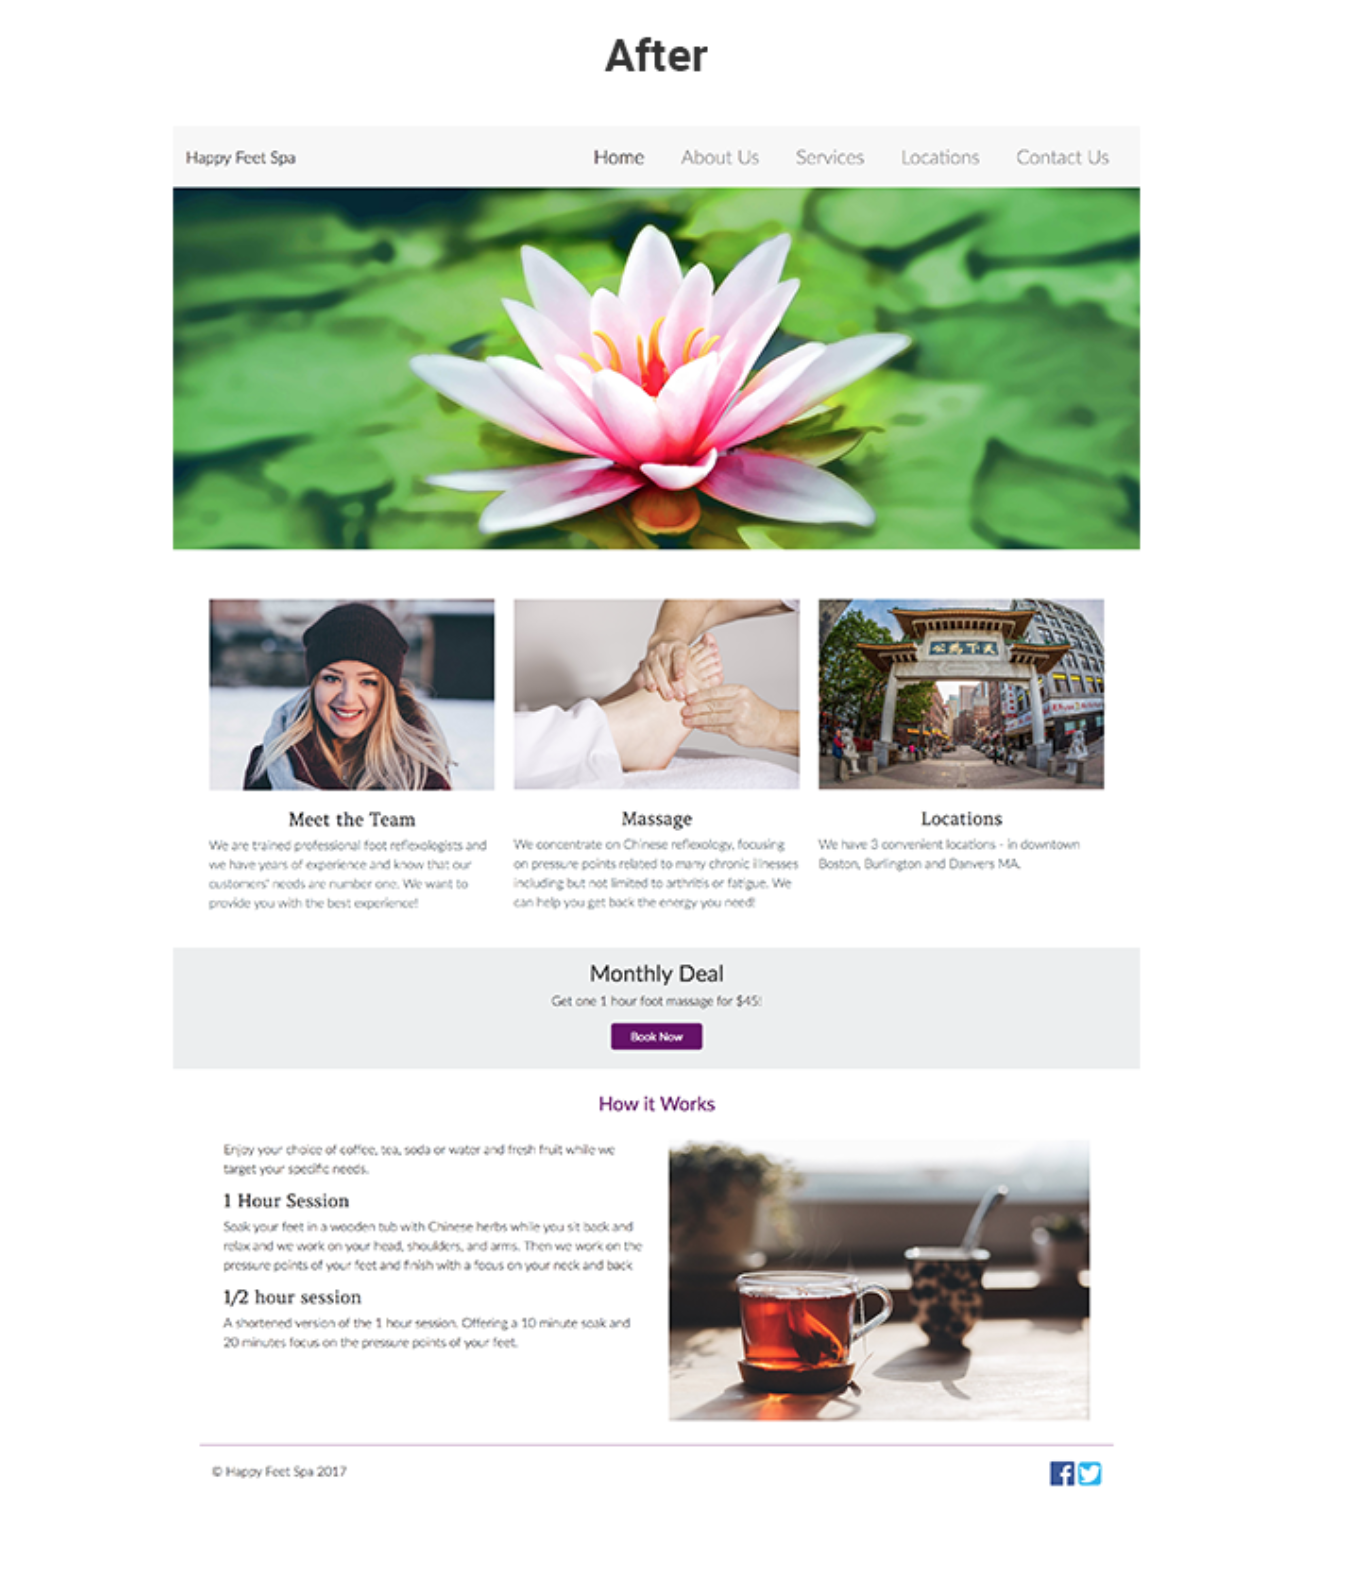 After
Happy Feet Spa
Home About Us Services Locations Contact Us
公為下天
Meet the Team
We are trained professional foot reflexologists and
we have years of experience and know that our
customers' needs are number one. We want to
provide you with the best experience!
Massage
We concentrate on Chinese reflexology, focusing
on pressure points related to many chronic illnesses
including but not limited to arthritis or fatigue. We
can help you get back the energy you need!
Locations
We have 3 convenient locations - in downtown
Boston, Burlington and Danvers MA.
Monthly Deal
Get one 1 hour foot massage for $45!
Book Now
How it Works
Enjoy your choice of coffee, tea, soda or water and fresh fruit while we
target your specific needs.
1 Hour Session
Soak your feet in a wooden tub with Chinese herbs while you sit back and
relax and we work on your head, shoulders, and arms. Then we work on the
pressure points of your feet and finish with a focus on your neck and back
1/2 hour session
A shortened version of the 1 hour session. Offering a 10 minute soak and
20 minutes focus on the pressure points of your feet.
© Happy Feet Spa 2017